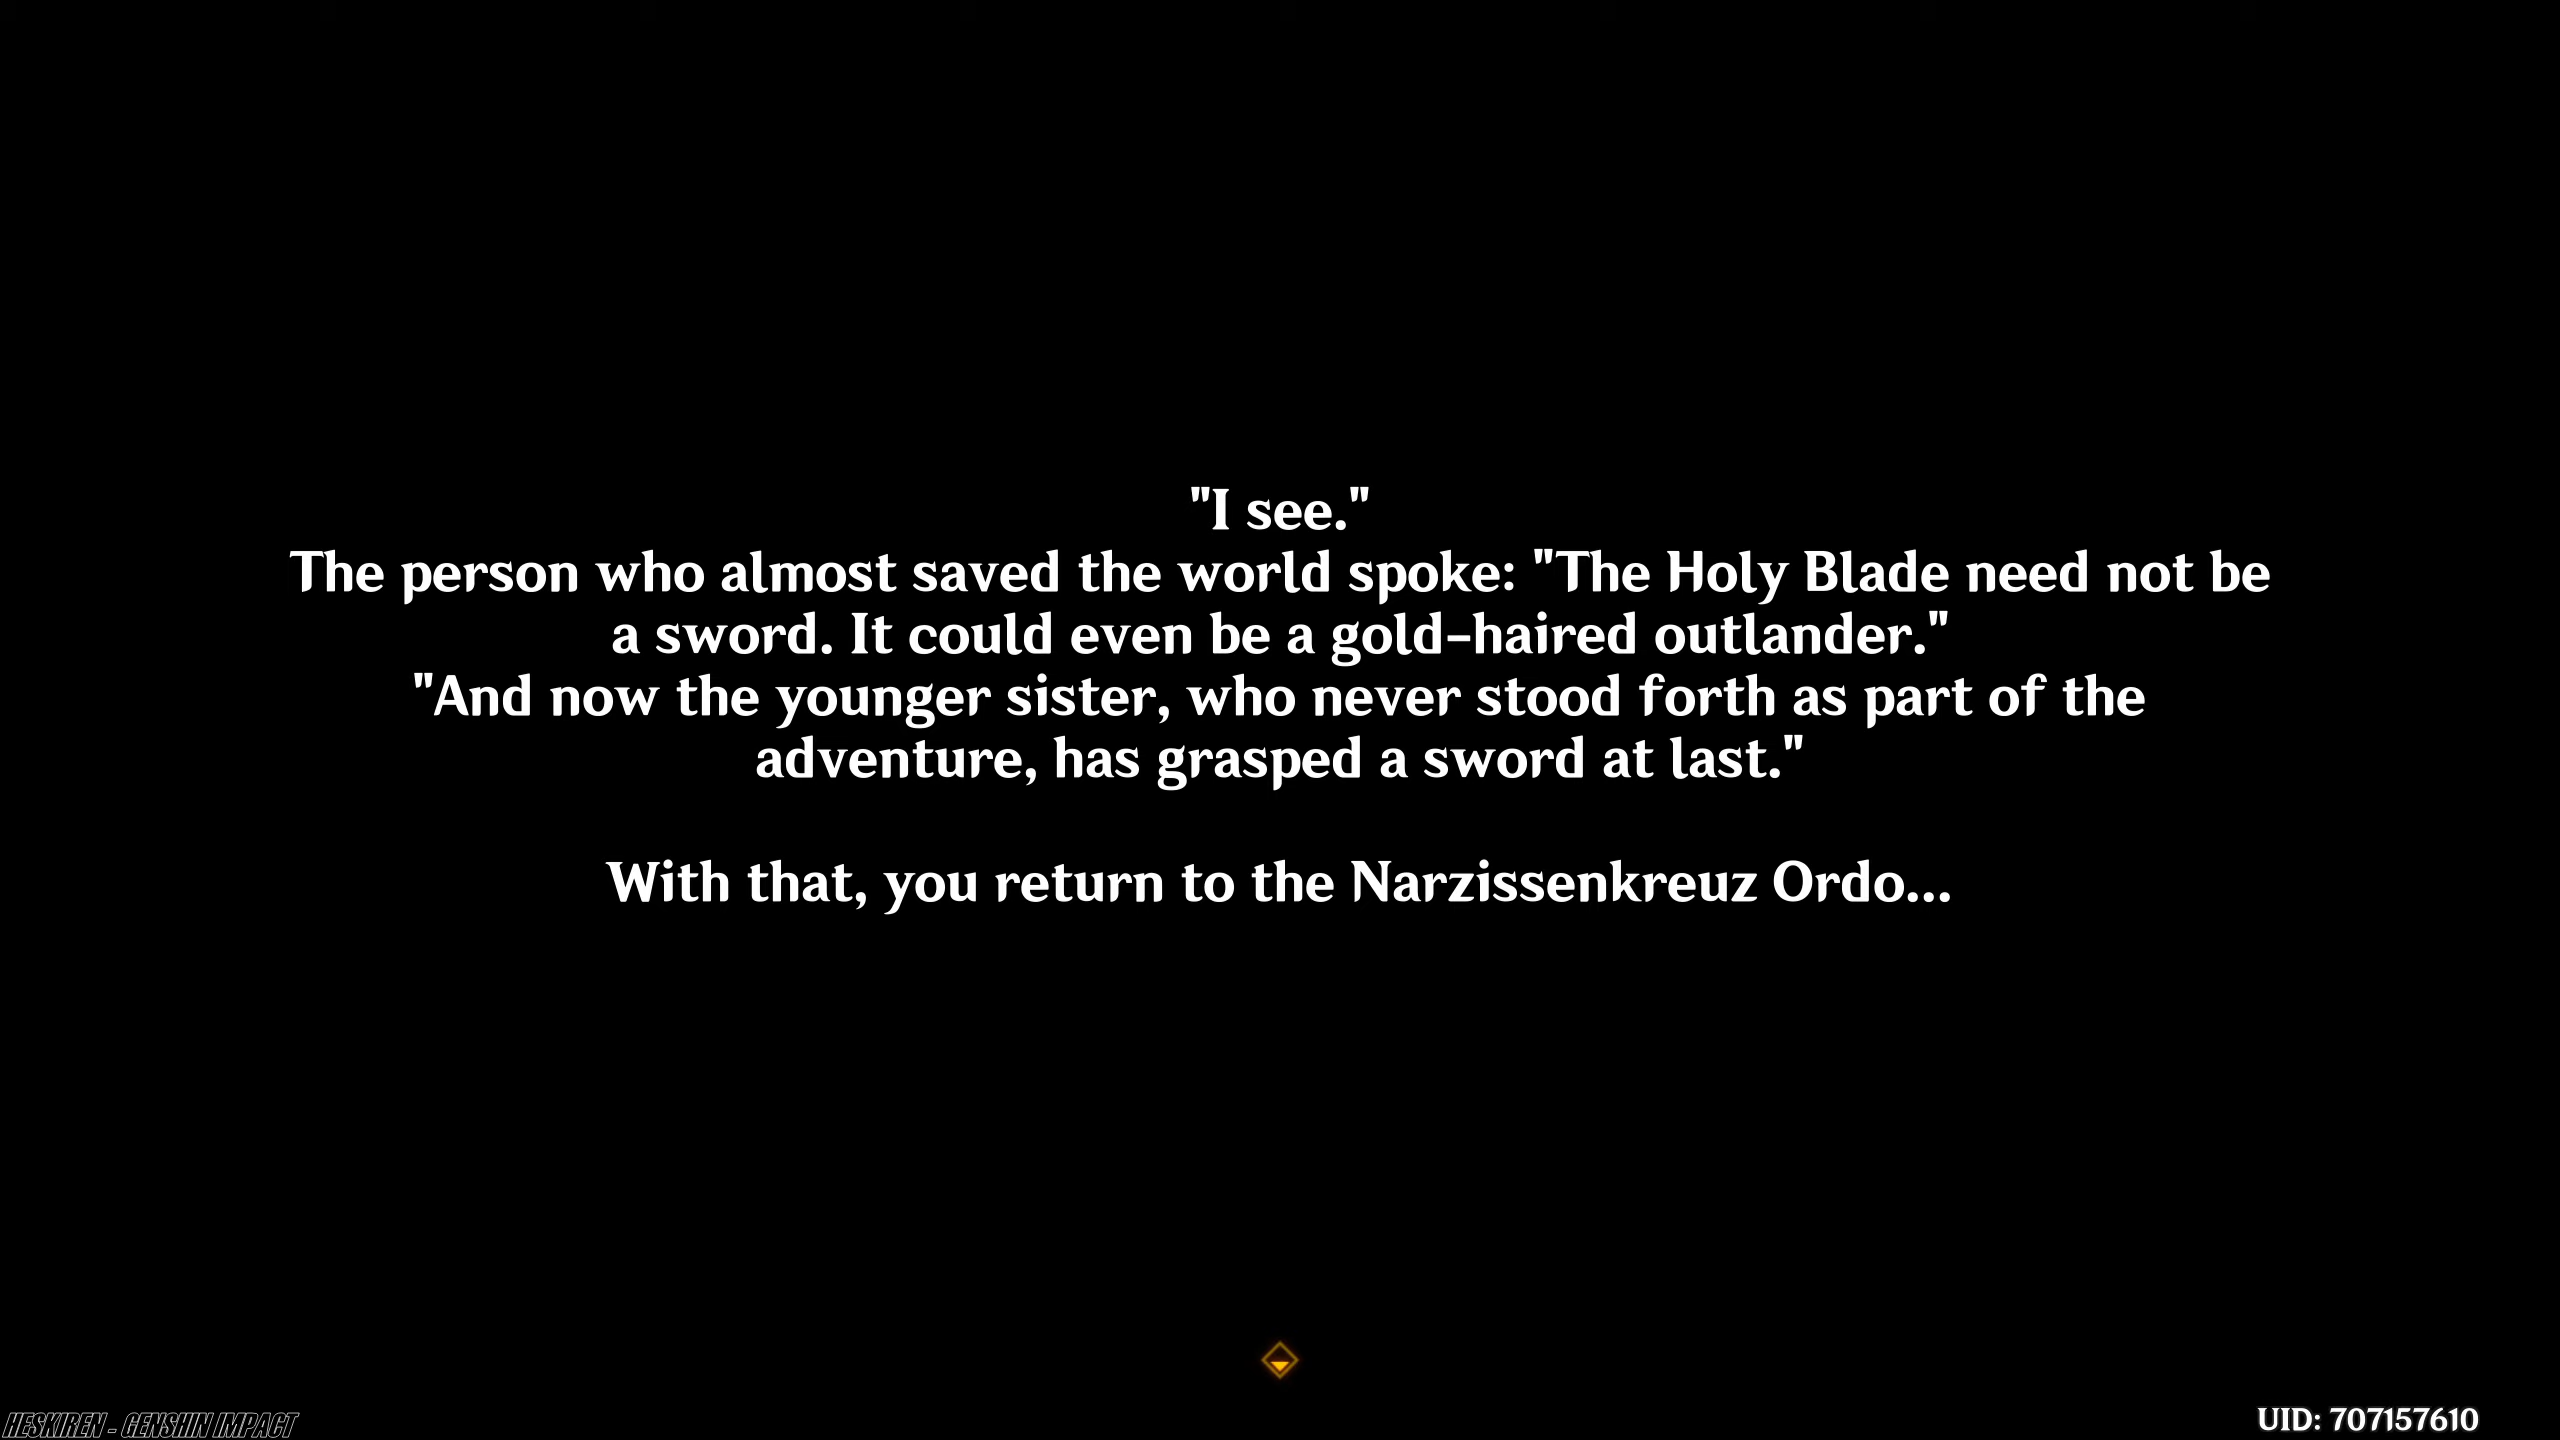 "I see."
The person who almost saved the world spoke: "The Holy Blade need not be
a sword. It could even be a gold-haired outlander."
"And now the younger sister, who never stood forth as part of the
adventure, has grasped a sword at last."
With that, you return to the Narzissenkreuz Ordo...
HESKIREN - GENSHIN IMPACT
UID: 707157610